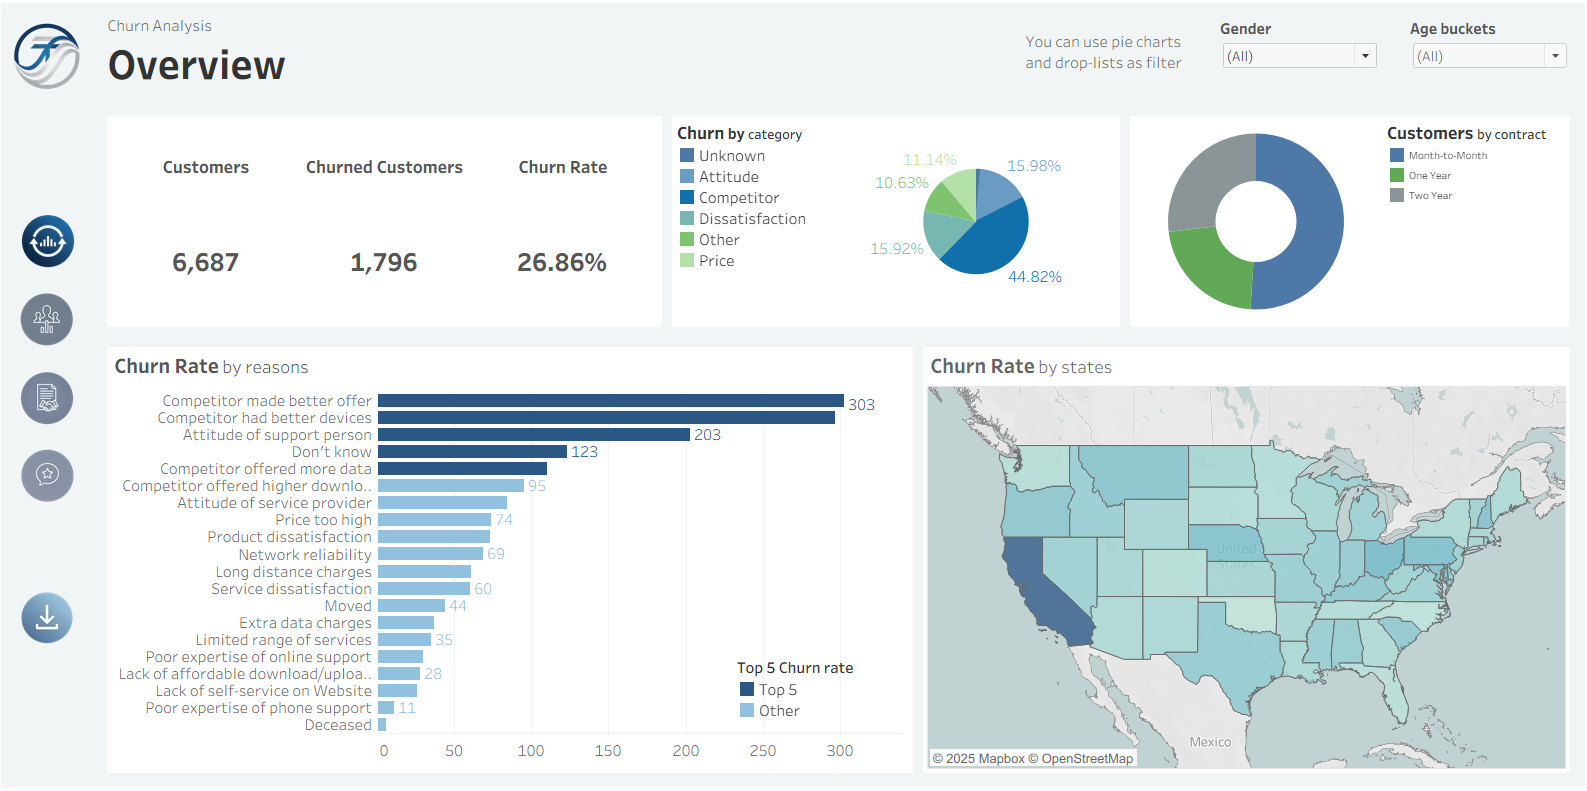 Churn Analysis
Overview
You can use pie charts
and drop-lists as filter
Gender
(All)
Age buckets
(All)
Customers
Churned Customers
Churn Rate
6,687
1,796
26.86%
Churn by category
Unknown
Attitude
Competitor
Dissatisfaction
Other
Price
11.14%
15.98%
10.63%
15.92%
44.82%
Customers by contract
Month-to-Month
One Year
Two Year
Churn Rate by reasons
Competitor made better offer
303
Competitor had better devices
Attitude of support person
203
Don't know
123
Competitor offered more data
Competitor offered higher downlo..
95
Attitude of service provider
Price too high
74
Product dissatisfaction
Network reliability
69
Long distance charges
Service dissatisfaction
60
Moved
44
Extra data charges
Limited range of services
35
Poor expertise of online support
Lack of affordable download/uploa..
28
Lack of self-service on Website
Poor expertise of phone support
11
Deceased
0
50
100
150
200
250
300
Top 5 Churn rate
Top 5
Other
Churn Rate by states
United
States
Mexico
© 2025 Mapbox © OpenStreetMap